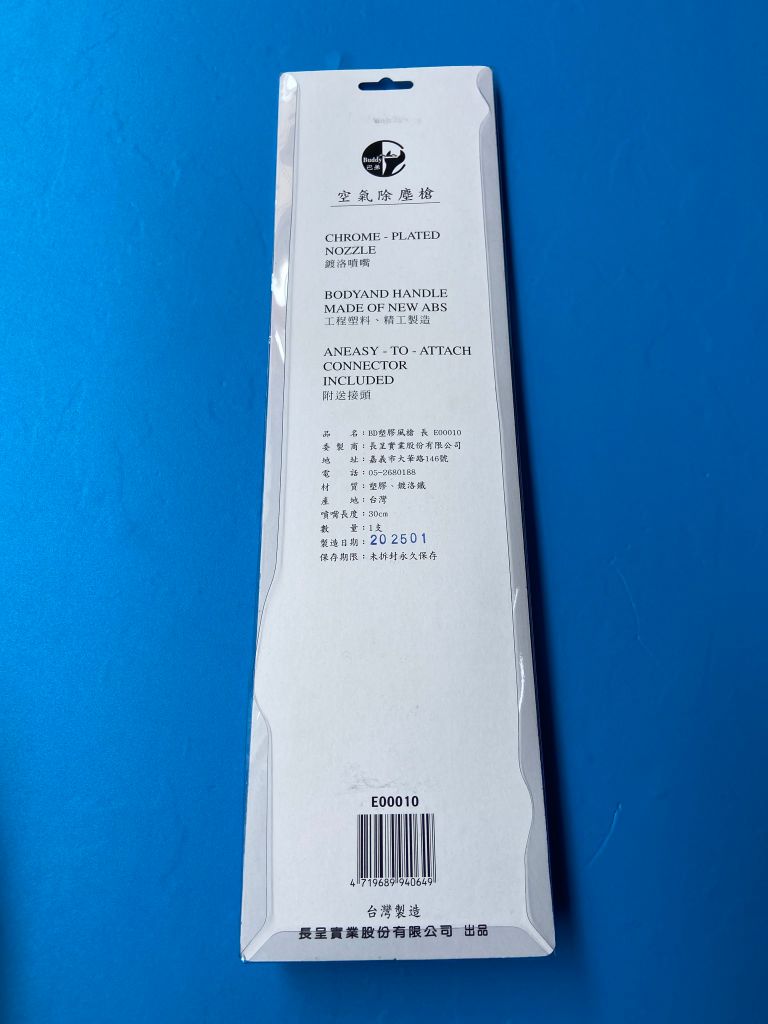 Buddy
巴弟
空氣除塵槍
CHROME - PLATED
NOZZLE
鍍洛噴嘴
BODYAND HANDLE
MADE OF NEW ABS
工程塑料、精工製造
ANEASY - TO - ATTACH
CONNECTOR
INCLUDED
附送接頭
品 名：BD塑膠風槍 長 E00010
委 製 商：長呈實業股份有限公司
地 址：嘉義市大華路146號
電 話：05-2680188
材 質：塑膠、鍍洛鐵
產 地：台灣
噴嘴長度：30cm
數 量：1支
製造日期：202501
保存期限：未拆封永久保存
E00010
4 719689 940649
台灣製造
長呈實業股份有限公司 出品